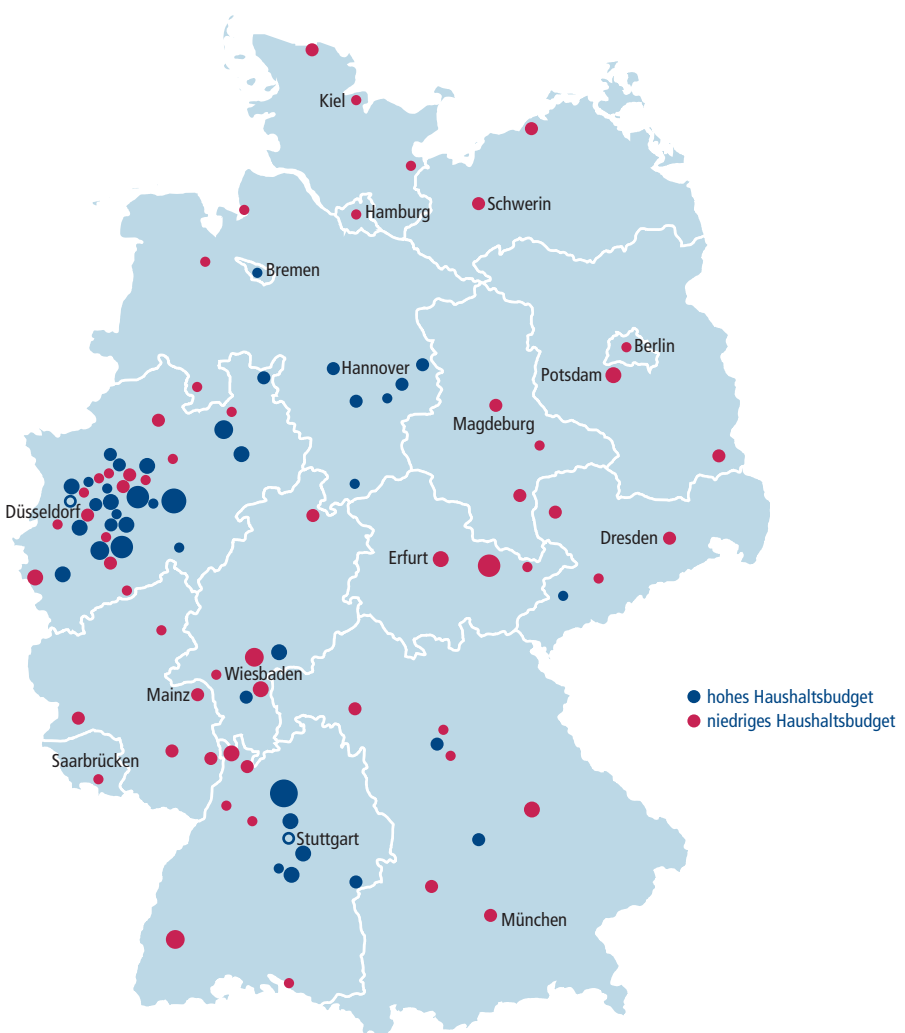 Kiel
Schwerin
Hamburg
Bremen
Berlin
Hannover
Potsdam
Magdeburg
Düsseldorf
Dresden
Erfurt
Wiesbaden
Mainz
hohes Haushaltsbudget
niedriges Haushaltsbudget
Saarbrücken
Stuttgart
München